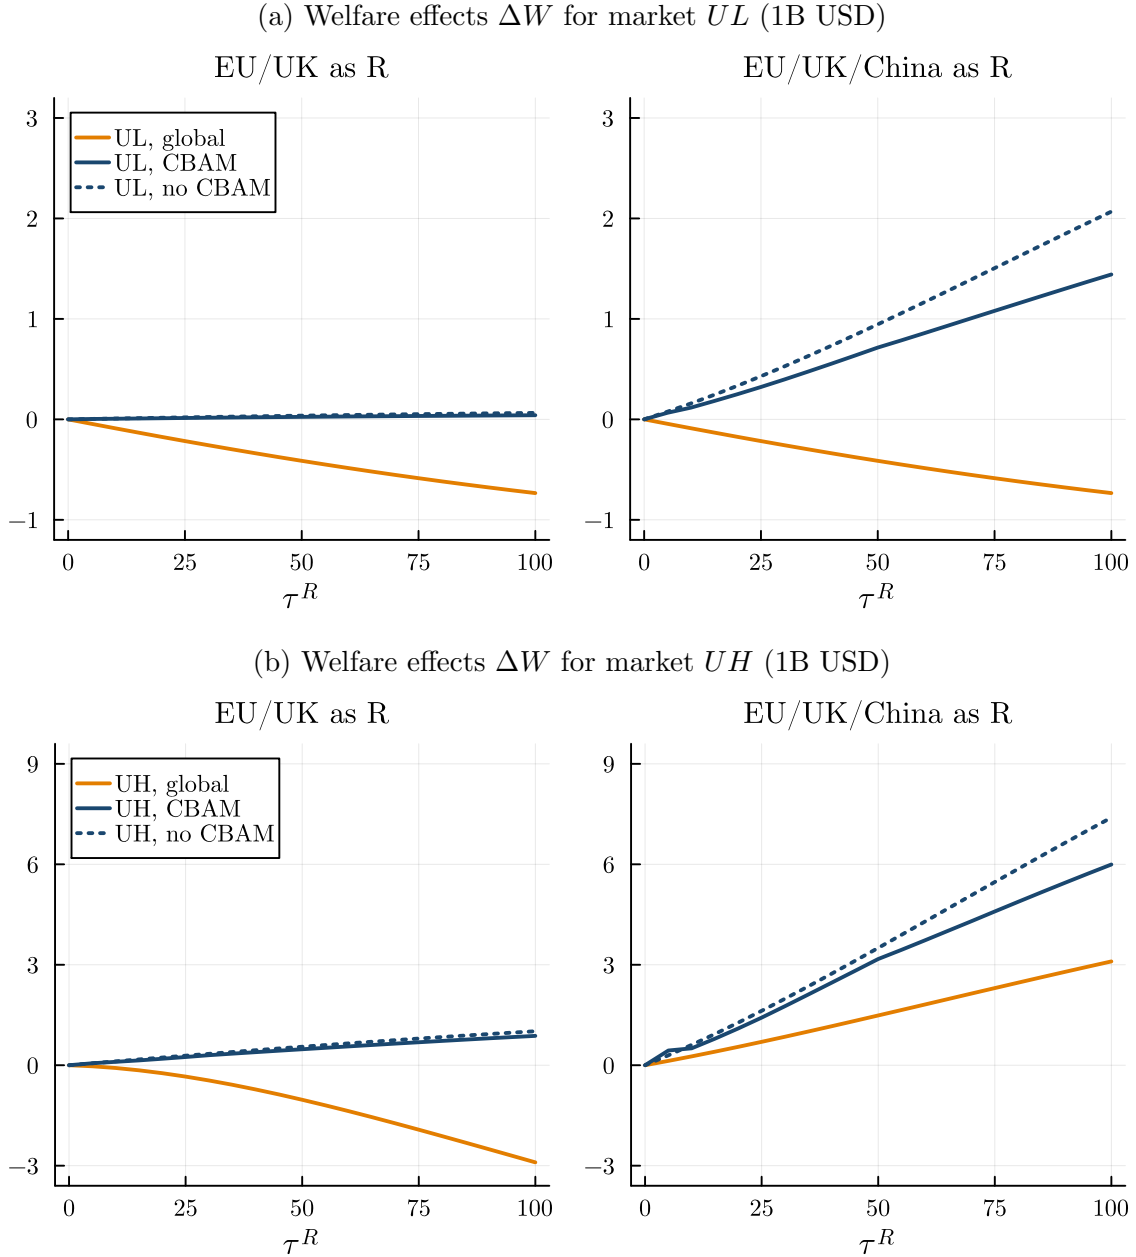 (a) Welfare effects ΔW for market UL (1B USD)
EU/UK as R
EU/UK/China as R
UL, global
UL, CBAM
UL, no CBAM
3
2
1
0
−1
0 25 50 75 100
τ^R
3
2
1
0
−1
0 25 50 75 100
τ^R
(b) Welfare effects ΔW for market UH (1B USD)
EU/UK as R
EU/UK/China as R
UH, global
UH, CBAM
UH, no CBAM
9
6
3
0
−3
0 25 50 75 100
τ^R
9
6
3
0
−3
0 25 50 75 100
τ^R